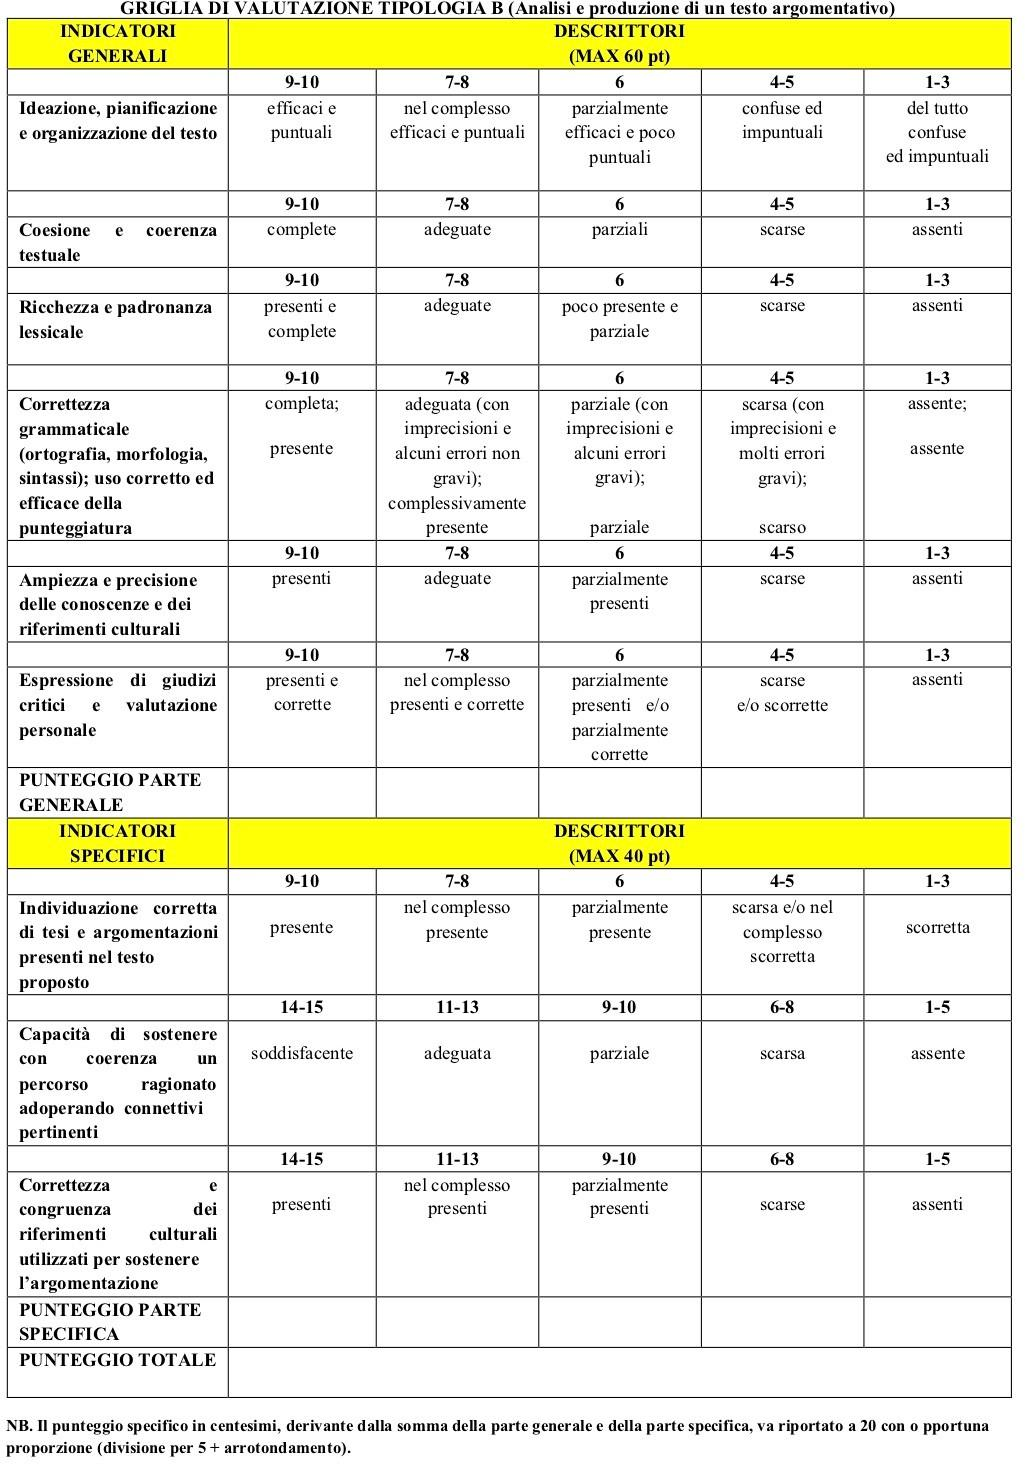 GRIGLIA DI VALUTAZIONE TIPOLOGIA B (Analisi e produzione di un testo argomentativo)
INDICATORI
GENERALI
DESCRITTORI
(MAX 60 pt)
9-10
7-8
6
4-5
1-3
Ideazione, pianificazione
e organizzazione del testo
efficaci e
puntuali
nel complesso
efficaci e puntuali
parzialmente
efficaci e poco
puntuali
confuse ed
impuntuali
del tutto
confuse
ed impuntuali
9-10
7-8
6
4-5
1-3
Coesione e coerenza
testuale
complete
adeguate
parziali
scarse
assenti
9-10
7-8
6
4-5
1-3
Ricchezza e padronanza
lessicale
presenti e
complete
adeguate
poco presente e
parziale
scarse
assenti
9-10
7-8
6
4-5
1-3
Correttezza
grammaticale
(ortografia, morfologia,
sintassi); uso corretto ed
efficace della
punteggiatura
completa;
presente
adeguata (con
imprecisioni e
alcuni errori non
gravi);
complessivamente
presente
parziale (con
imprecisioni e
alcuni errori
gravi);
parziale
scarsa (con
imprecisioni e
molti errori
gravi);
scarso
assente;
assente
9-10
7-8
6
4-5
1-3
Ampiezza e precisione
delle conoscenze e dei
riferimenti culturali
presenti
adeguate
parzialmente
presenti
scarse
assenti
9-10
7-8
6
4-5
1-3
Espressione di giudizi
critici e valutazione
personale
presenti e
corrette
nel complesso
presenti e corrette
parzialmente
presenti e/o
parzialmente
corrette
scarse
e/o scorrette
assenti
PUNTEGGIO PARTE
GENERALE
INDICATORI
SPECIFICI
DESCRITTORI
(MAX 40 pt)
9-10
7-8
6
4-5
1-3
Individuazione corretta
di tesi e argomentazioni
presenti nel testo
proposto
presente
nel complesso
presente
parzialmente
presente
scarsa e/o nel
complesso
scorretta
scorretta
14-15
11-13
9-10
6-8
1-5
Capacità di sostenere
con coerenza un
percorso ragionato
adoperando connettivi
pertinenti
soddisfacente
adeguata
parziale
scarsa
assente
14-15
11-13
9-10
6-8
1-5
Correttezza e
congruenza dei
riferimenti culturali
utilizzati per sostenere
l’argomentazione
presenti
nel complesso
presenti
parzialmente
presenti
scarse
assenti
PUNTEGGIO PARTE
SPECIFICA
PUNTEGGIO TOTALE
NB. Il punteggio specifico in centesimi, derivante dalla somma della parte generale e della parte specifica, va riportato a 20 con o pportuna
proporzione (divisione per 5 + arrotondamento).